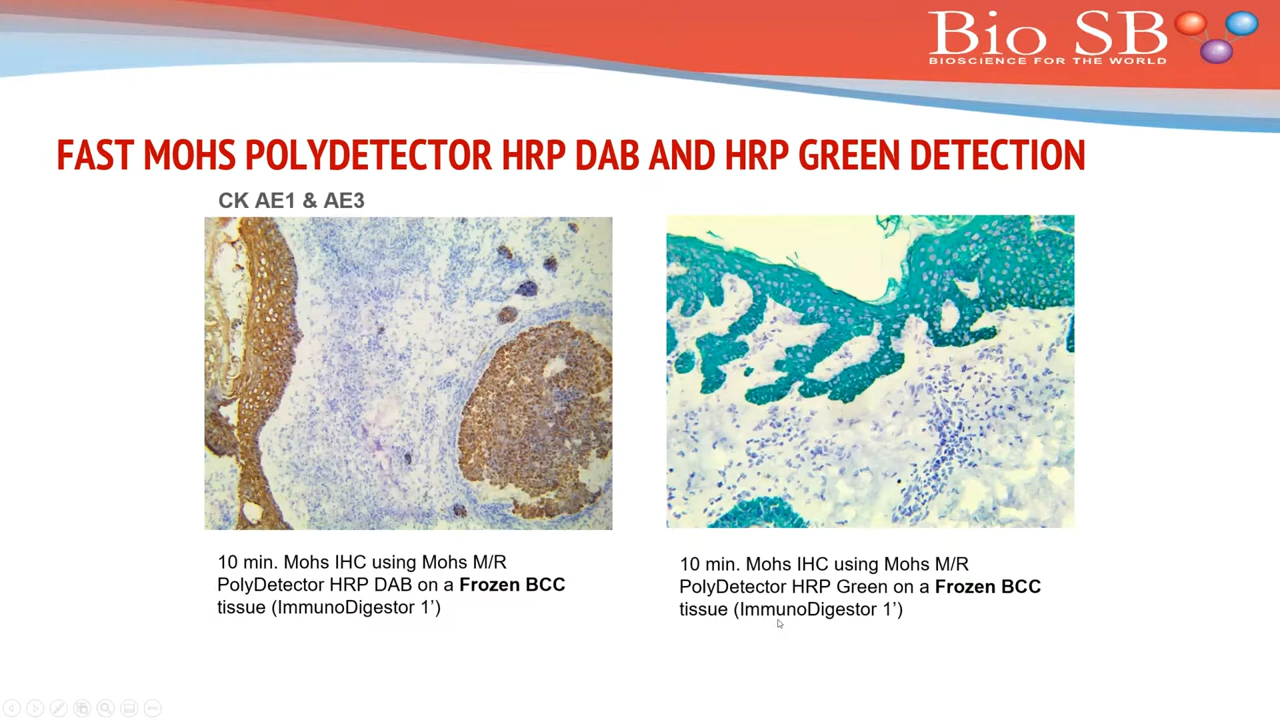 Bio SB
BIOSCIENCE FOR THE WORLD
FAST MOHS POLYDETECTOR HRP DAB AND HRP GREEN DETECTION
CK AE1 & AE3
10 min. Mohs IHC using Mohs M/R
PolyDetector HRP DAB on a Frozen BCC
tissue (ImmunoDigestor 1’)
10 min. Mohs IHC using Mohs M/R
PolyDetector HRP Green on a Frozen BCC
tissue (ImmunoDigestor 1’)